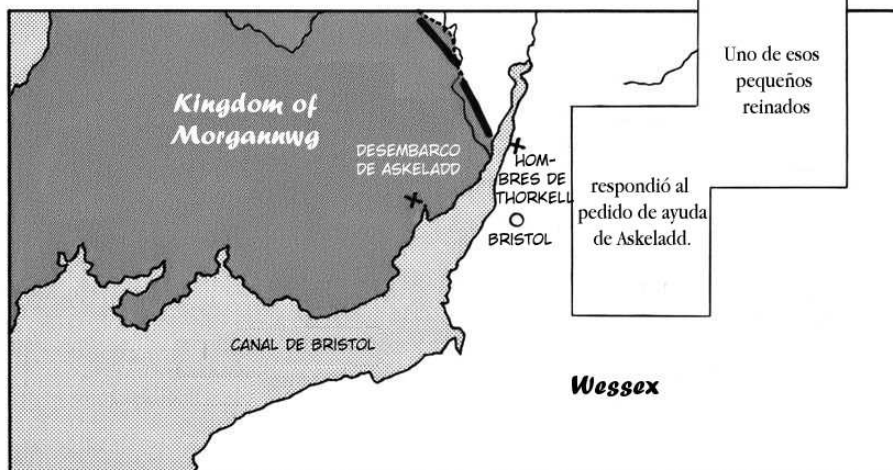 Uno de esos
pequeños
reinados
respondió al
pedido de ayuda
de Askeladd.
Kingdom of
Morgannwg
DESEMBARCO
DE ASKELADD
HOM-
BRES DE
THORKELL
BRISTOL
CANAL DE BRISTOL
Wessex